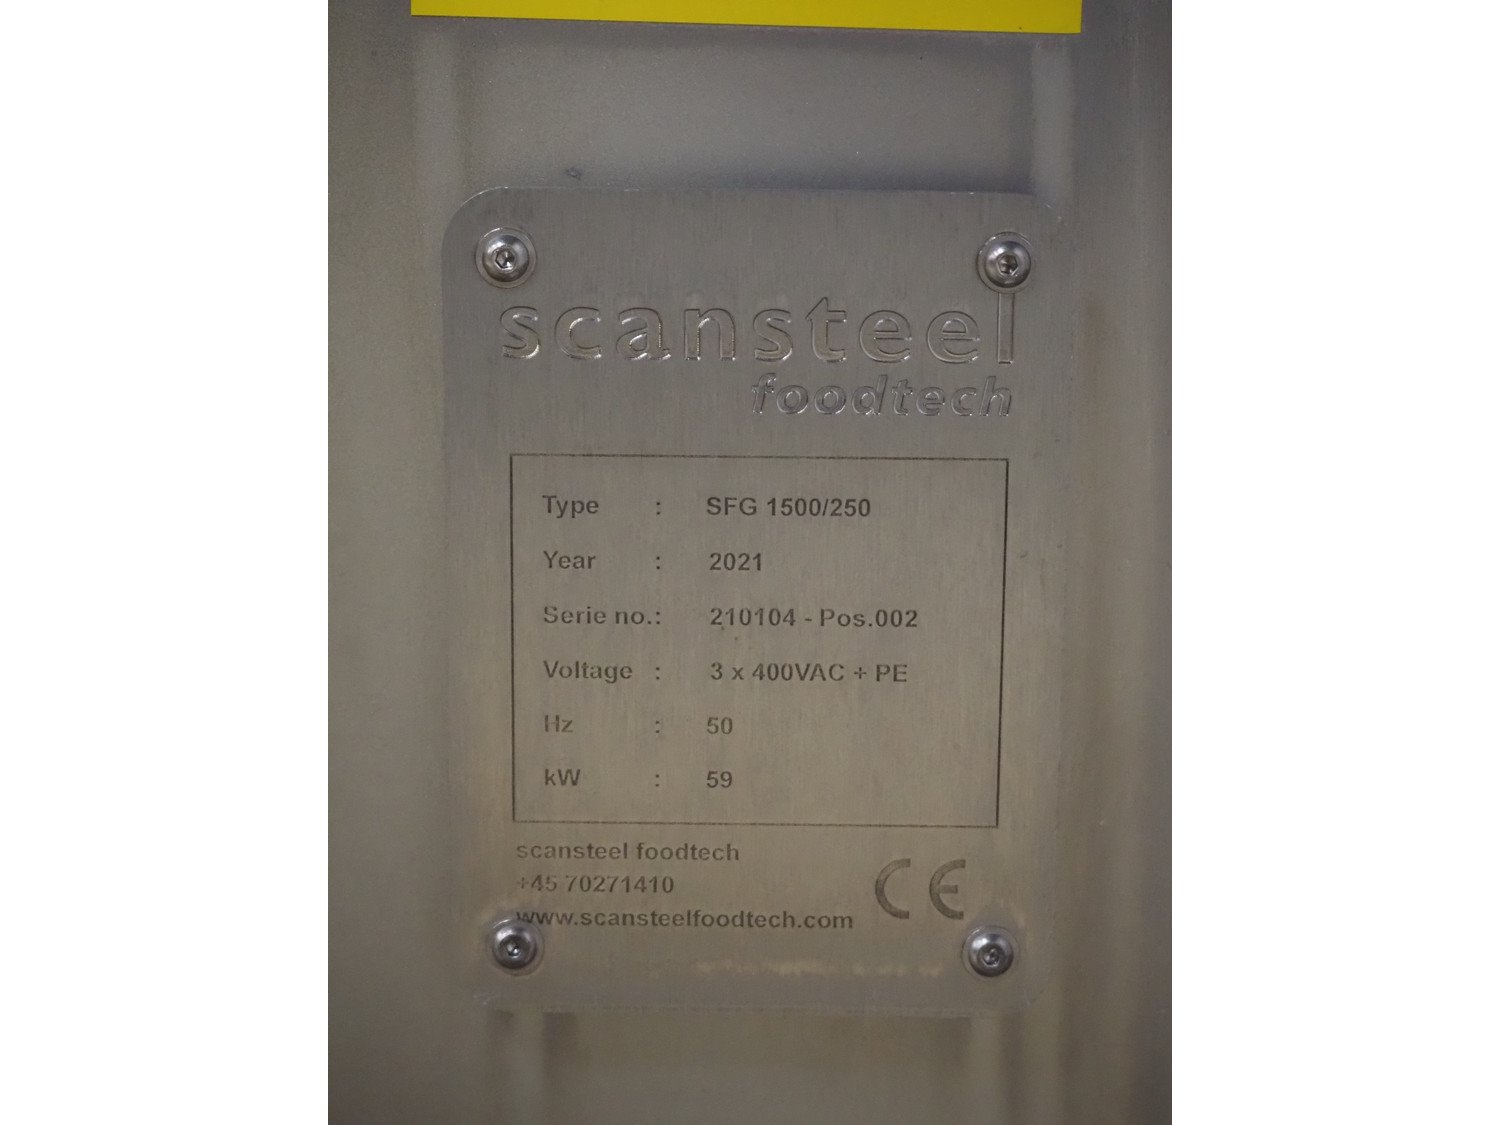 scansteel
foodtech
Type : SFG 1500/250
Year : 2021
Serie no.: 210104 - Pos.002
Voltage : 3 x 400VAC + PE
Hz : 50
kW : 59
scansteel foodtech
+45 70271410
www.scansteelfoodtech.com
CE